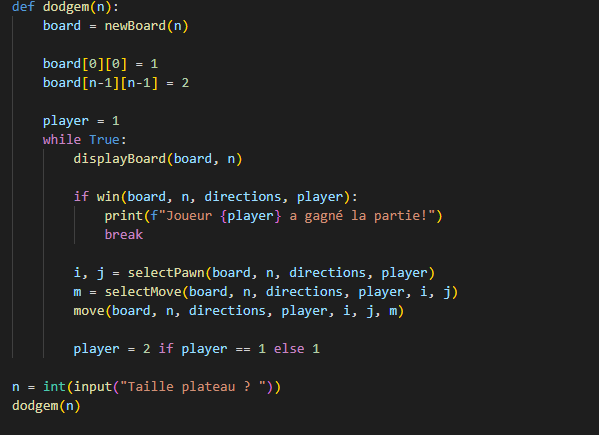 def dodgem(n):
board = newBoard(n)
board[0][0] = 1
board[n-1][n-1] = 2
player = 1
while True:
displayBoard(board, n)
if win(board, n, directions, player):
print(f"Joueur {player} a gagné la partie!")
break
i, j = selectPawn(board, n, directions, player)
m = selectMove(board, n, directions, player, i, j)
move(board, n, directions, player, i, j, m)
player = 2 if player == 1 else 1
n = int(input("Taille plateau ? "))
dodgem(n)